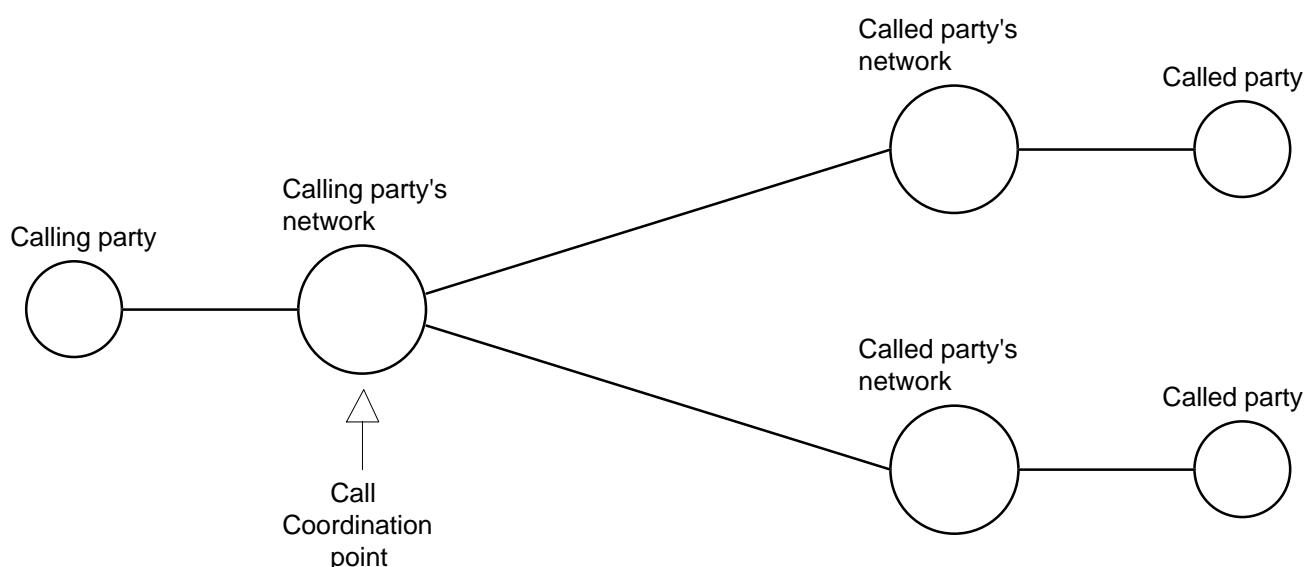 Called party's
network
Called party
Calling party's
network
Calling party
Called party's
network
Called party
Call
Coordination
point